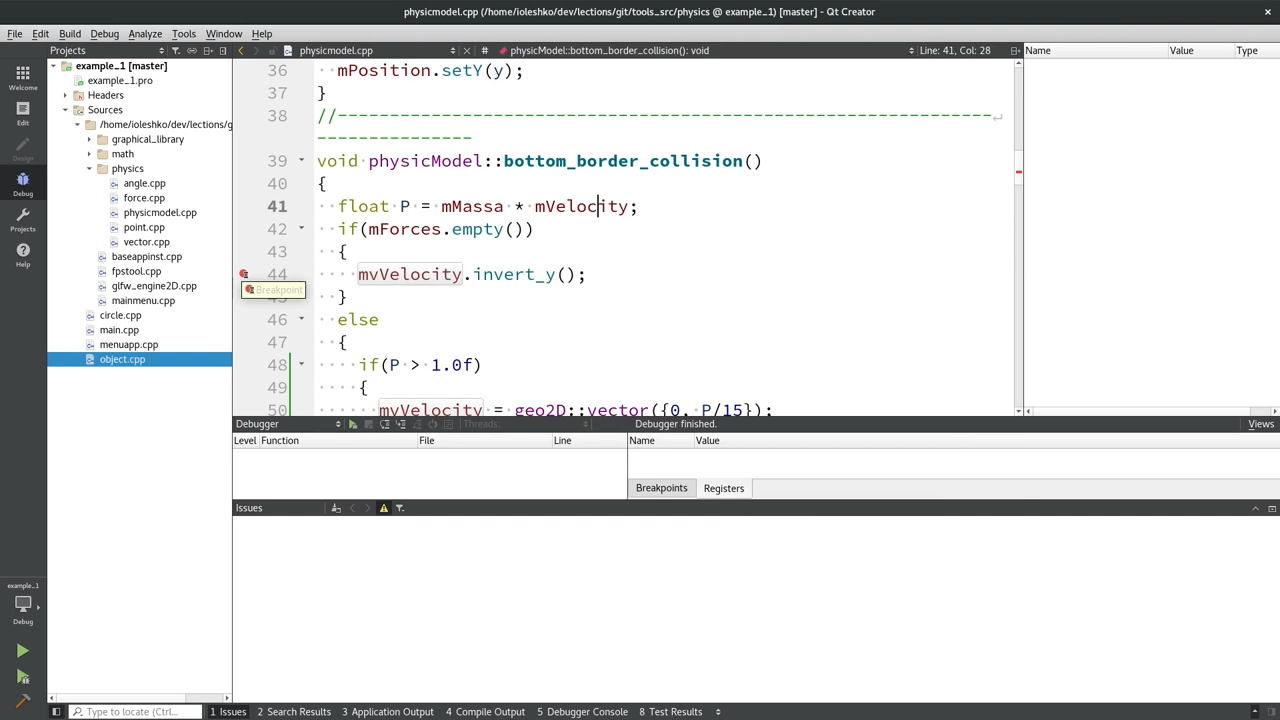 physicmodel.cpp (/home/ioleshko/dev/lections/git/tools_src/physics @ example_1) [master] - Qt Creator
File Edit Build Debug Analyze Tools Window Help
Projects
physicmodel.cpp
# physicModel::bottom_border_collision(): void
Line: 41, Col: 28
Name Value Type
Welcome
Edit
Design
Debug
Projects
Help
example_1 [master]
example_1.pro
Headers
Sources
/home/ioleshko/dev/lections/g
graphical_library
math
physics
angle.cpp
force.cpp
physicmodel.cpp
point.cpp
vector.cpp
baseappinst.cpp
fpstool.cpp
glfw_engine2D.cpp
mainmenu.cpp
circle.cpp
main.cpp
menuapp.cpp
object.cpp
36 mPosition.setY(y);
37 }
38 //---------------------------------------------------------------
---------------
39 void physicModel::bottom_border_collision()
40 {
41 float P = mMassa * mVelocity;
42 if(mForces.empty())
43 {
44 mvVelocity.invert_y();
Breakpoint
45 }
46 else
47 {
48 if(P > 1.0f)
49 {
50 mvVelocity = geo2D::vector({0, P/15});
Debugger Threads: Debugger finished. Views
Level Function File Line Name Value
Breakpoints Registers
Issues
example_1
Debug
Type to locate (Ctrl... 1 Issues 2 Search Results 3 Application Output 4 Compile Output 5 Debugger Console 8 Test Results